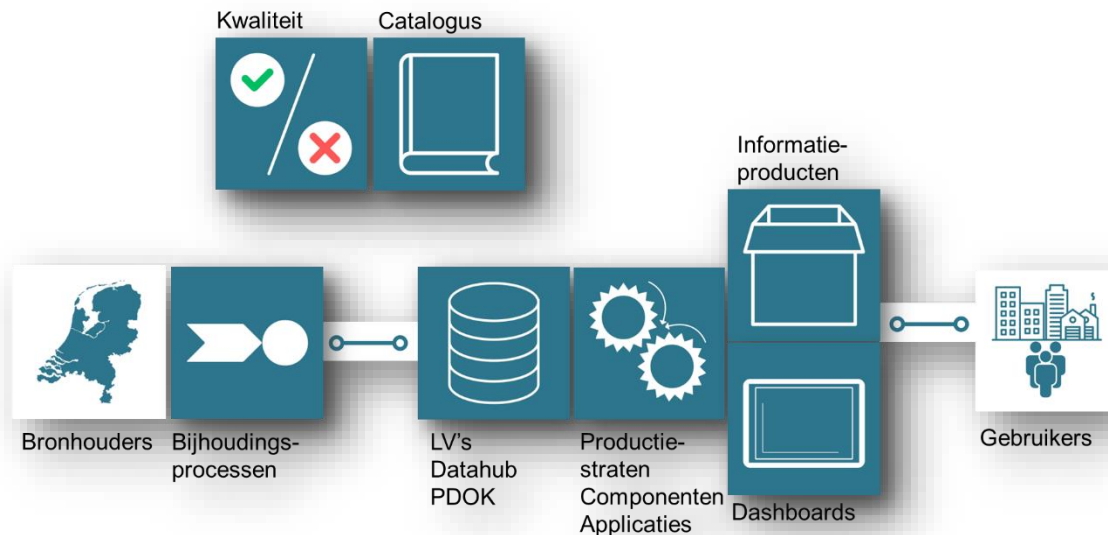 Kwaliteit
Catalogus
Informatie-
producten
Bronhouders
Bijhoudings-
processen
LV's
Datahub
PDOK
Productie-
straten
Componenten
Applicaties
Dashboards
Gebruikers